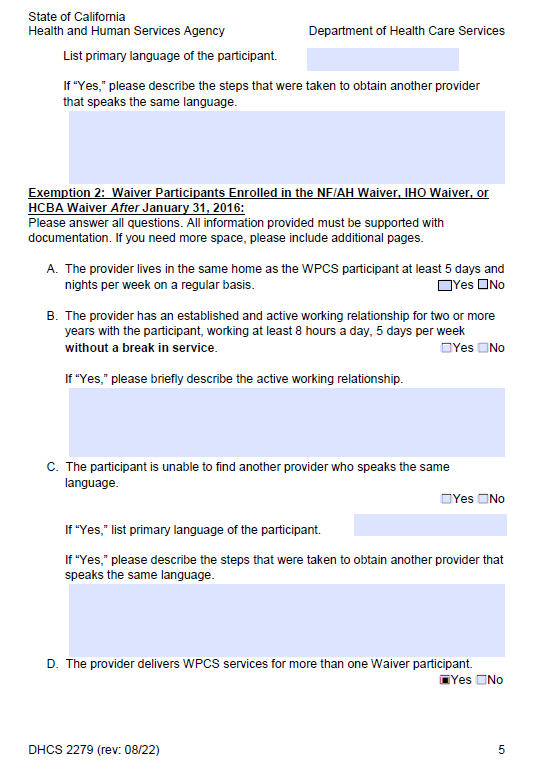 State of California
Health and Human Services Agency Department of Health Care Services
List primary language of the participant.
If “Yes,” please describe the steps that were taken to obtain another provider
that speaks the same language.
Exemption 2: Waiver Participants Enrolled in the NF/AH Waiver, IHO Waiver, or
HCBA Waiver After January 31, 2016:
Please answer all questions. All information provided must be supported with
documentation. If you need more space, please include additional pages.
A. The provider lives in the same home as the WPCS participant at least 5 days and
nights per week on a regular basis. Yes No
B. The provider has an established and active working relationship for two or more
years with the participant, working at least 8 hours a day, 5 days per week
without a break in service. Yes No
If “Yes,” please briefly describe the active working relationship.
C. The participant is unable to find another provider who speaks the same
language.
Yes No
If “Yes,” list primary language of the participant.
If “Yes,” please describe the steps that were taken to obtain another provider that
speaks the same language.
D. The provider delivers WPCS services for more than one Waiver participant.
Yes No
DHCS 2279 (rev: 08/22) 5